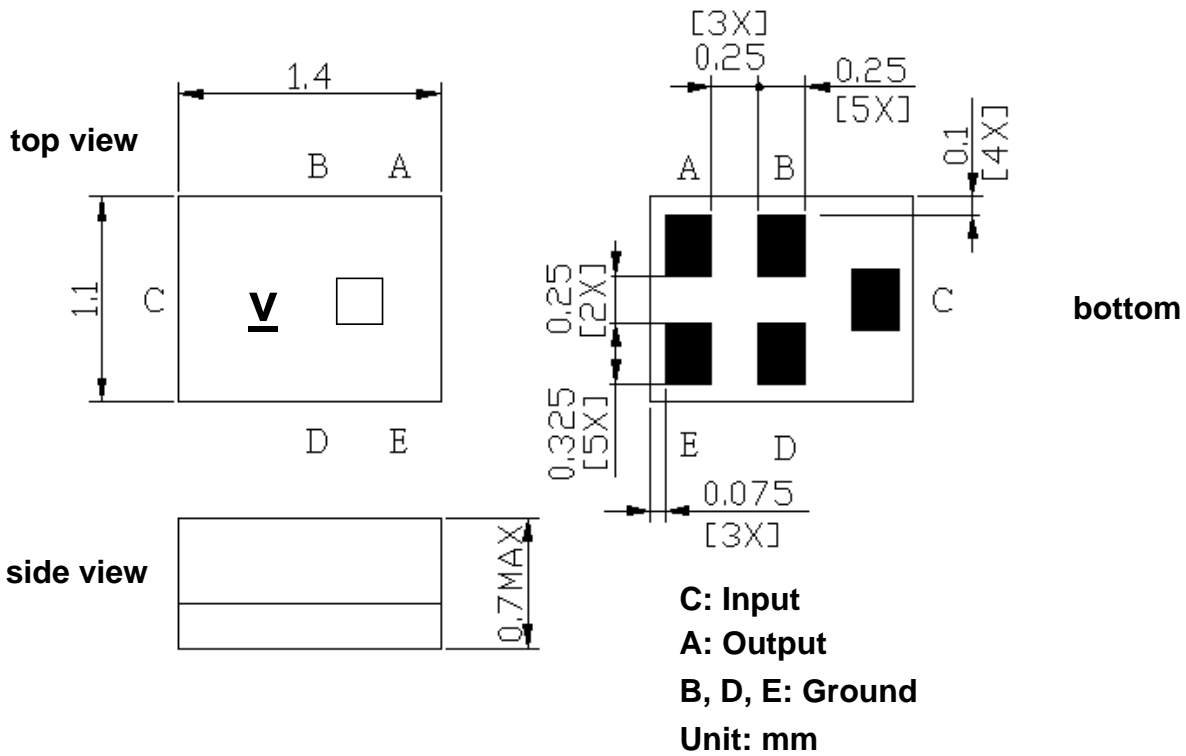 [3X]
0.25
0.25
[5X]
1.4
top view
B A
A B
0.1
[4X]
1.1
C
V
0.25
[2X]
C
bottom
D E
0.325
[5X]
E D
0.075
[3X]
side view
0.7MAX
C: Input
A: Output
B, D, E: Ground
Unit: mm